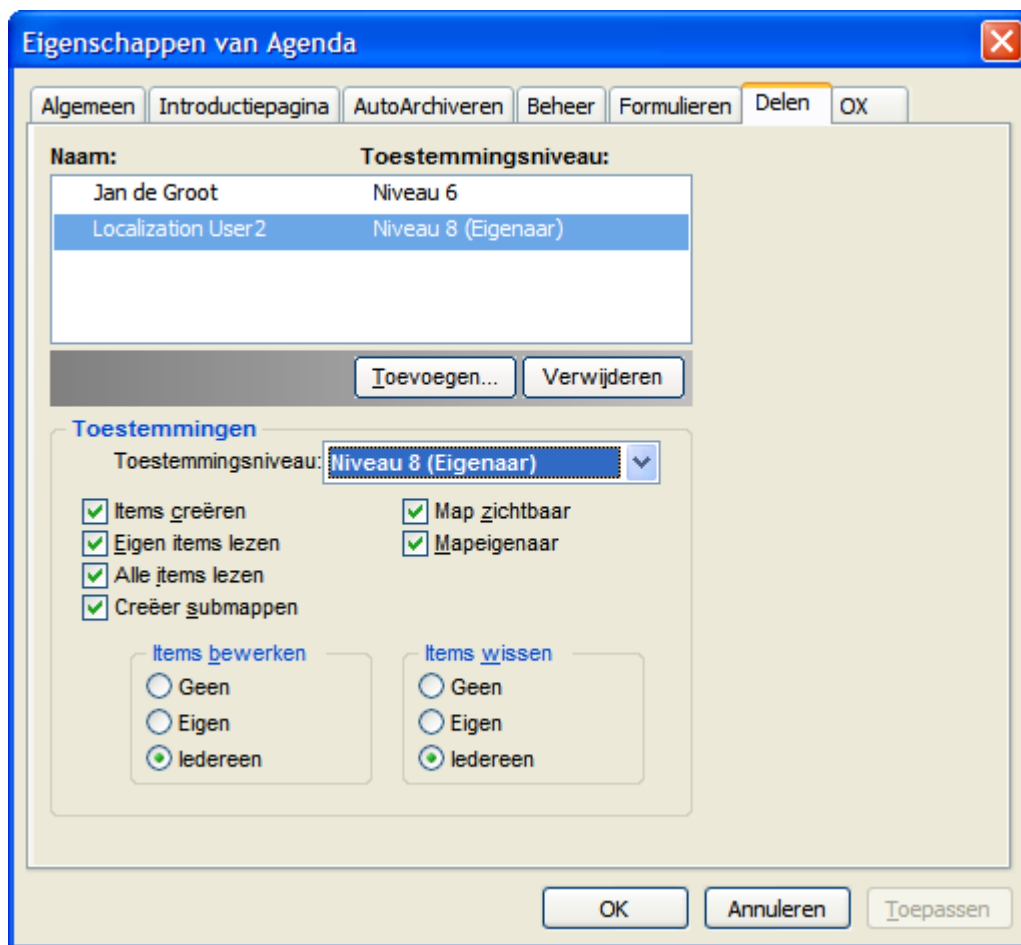 Eigenschappen van Agenda
Algemeen Introductiepagina AutoArchiveren Beheer Formulieren Delen OX
Naam: Toestemmingsniveau:
Jan de Groot Niveau 6
Localization User2 Niveau 8 (Eigenaar)
Toevoegen... Verwijderen
Toestemmingen
Toestemmingsniveau: Niveau 8 (Eigenaar)
Items creëren Map zichtbaar
Eigen items lezen Mapeigenaar
Alle items lezen
Creëer submappen
Items bewerken Items wissen
Geen Geen
Eigen Eigen
Iedereen Iedereen
OK Annuleren Toepassen